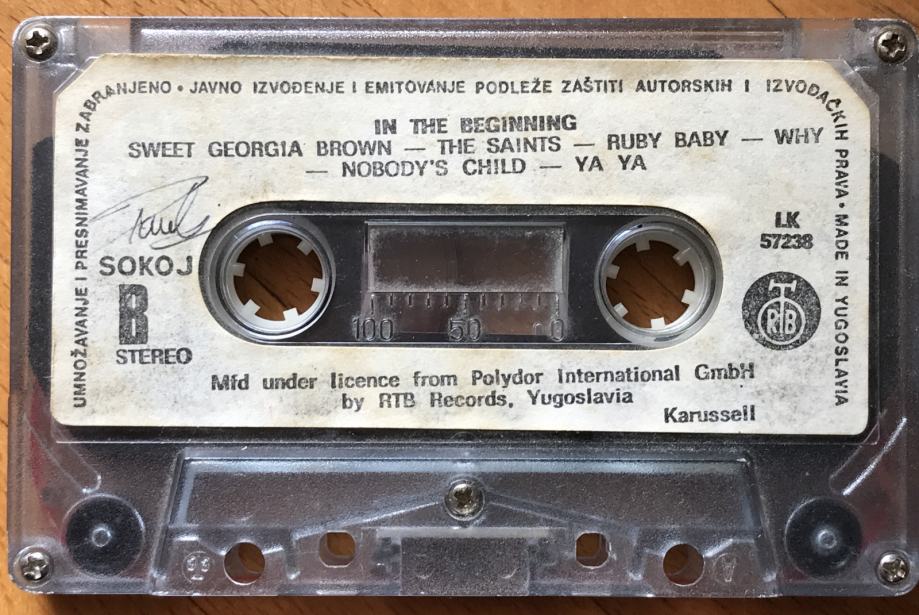 UMNOŽAVANJE I PRESNIMAVANJE ZABRANJENO • JAVNO IZVOĐENJE I EMITOVANJE PODLEŽE ZAŠTITI AUTORSKIH I IZVOĐAČKIH PRAVA • MADE IN YUGOSLAVIA
IN THE BEGINNING
SWEET GEORGIA BROWN — THE SAINTS — RUBY BABY — WHY
— NOBODY'S CHILD — YA YA
LK
57238
SOKOJ
B
STEREO
100 50 0
RTB
Mfd under licence from Polydor International GmbH
by RTB Records, Yugoslavia
Karussell